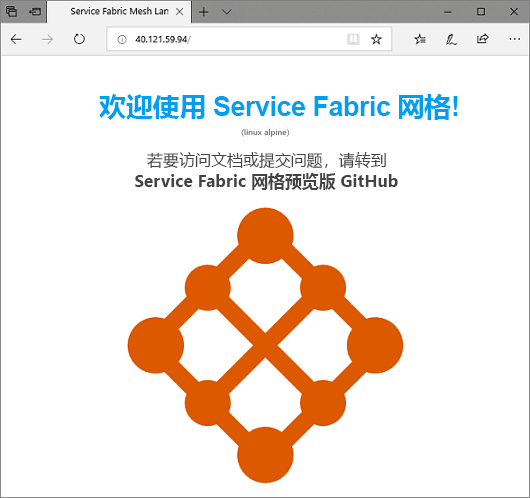 Service Fabric Mesh Lan
40.121.59.94/
欢迎使用 Service Fabric 网格!
(linux alpine)
若要访问文档或提交问题，请转到
Service Fabric 网格预览版 GitHub